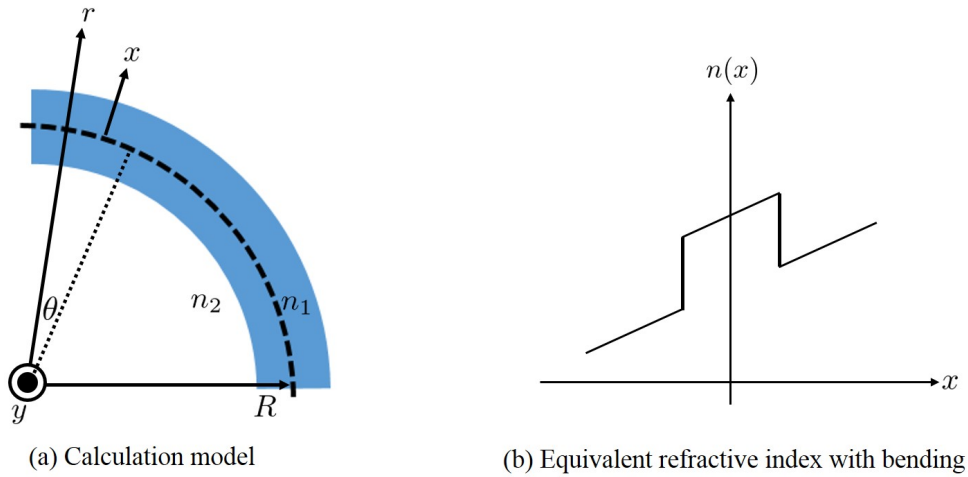 r
x
n(x)
θ
n₂
n₁
y
R
x
(a) Calculation model
(b) Equivalent refractive index with bending